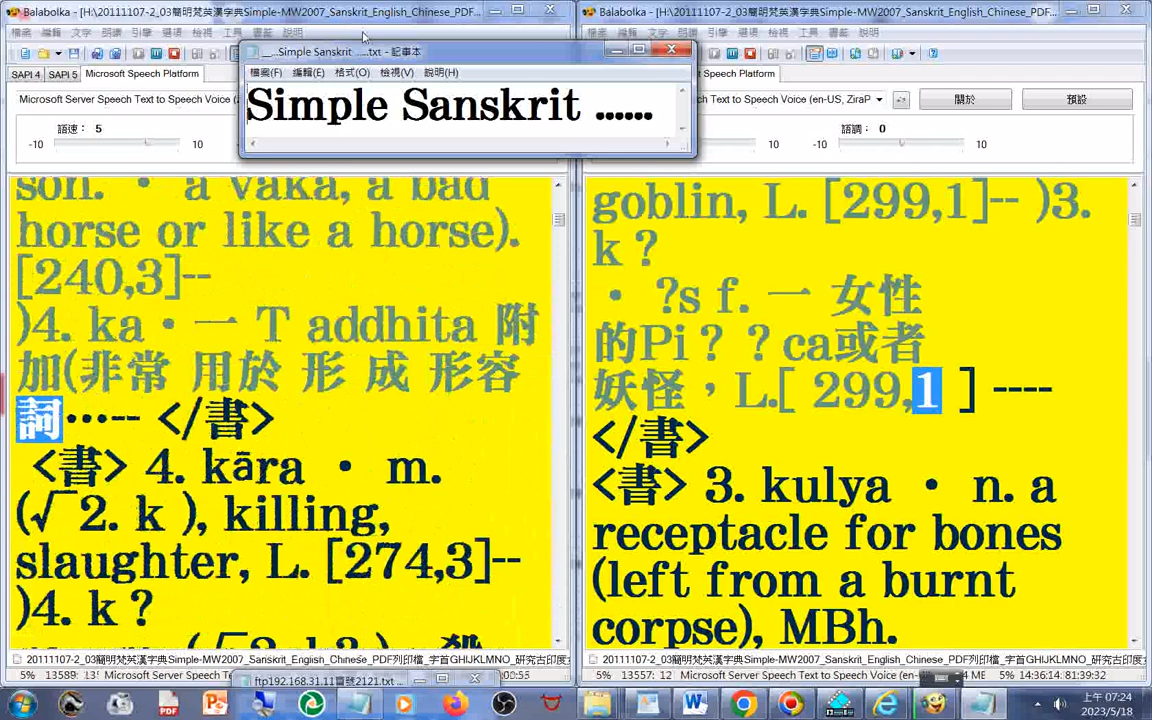 Balabolka - [H:\20111107-2_03簡明梵英漢字典Simple-MW2007_Sanskrit_English_Chinese_PDF...
Balabolka - [H:\20111107-2_03簡明梵英漢字典Simple-MW2007_Sanskrit_English_Chinese_PDF...
__...Simple Sanskrit .....txt - 記事本
檔案(F) 編輯(E) 格式(O) 檢視(V) 說明(H)
Simple Sanskrit ......
SAPI 4 SAPI 5 Microsoft Speech Platform
t Speech Platform
Microsoft Server Speech Text to Speech Voice (
ch Text to Speech Voice (en-US, ZiraP
關於
預設
語速： 5
語調： 0
-10 10
10 -10 10
son. • a vaka, a bad
horse or like a horse).
[240,3]--
)4. ka • 一 T addhita 附
加(非常 用於 形 成 形容
詞…-- </書>
<書> 4. kāra • m.
(√ 2. k ), killing,
slaughter, L. [274,3]--
)4. k ?
goblin, L. [299,1]-- )3.
k ?
• ?s f. 一 女性
的Pi ? ? ca或者
妖怪，L.[ 299,1 ] ----
</書>
<書> 3. kulya • n. a
receptacle for bones
(left from a burnt
corpse), MBh.
20111107-2_03簡明梵英漢字典Simple-MW2007_Sanskrit_English_Chinese_PDF列印檔_字首GHIJKLMNO_研究古印度
20111107-2_03簡明梵英漢字典Simple-MW2007_Sanskrit_English_Chinese_PDF列印檔_字首GHIJKLMNO_研究古印度
ftp192.168.31.11冒號2121.txt ...
5% 13557: 12 Microsoft Server Speech Text to Speech
14:36:14:81:39:32
上午 07:24
2023/5/18